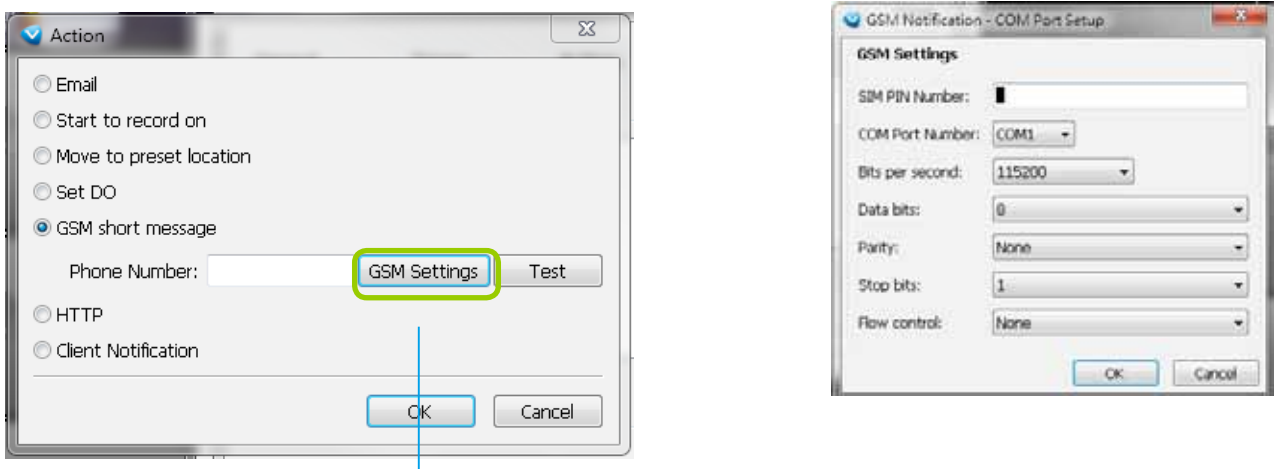 Action
Email
Start to record on
Move to preset location
Set DO
GSM short message
Phone Number: GSM Settings Test
HTTP
Client Notification
OK Cancel
GSM Notification - COM Port Setup
GSM Settings
SIM PIN Number:
COM Port Number: COM1
Bits per second: 115200
Data bits: 0
Parity: None
Stop bits: 1
Flow control: None
OK Cancel